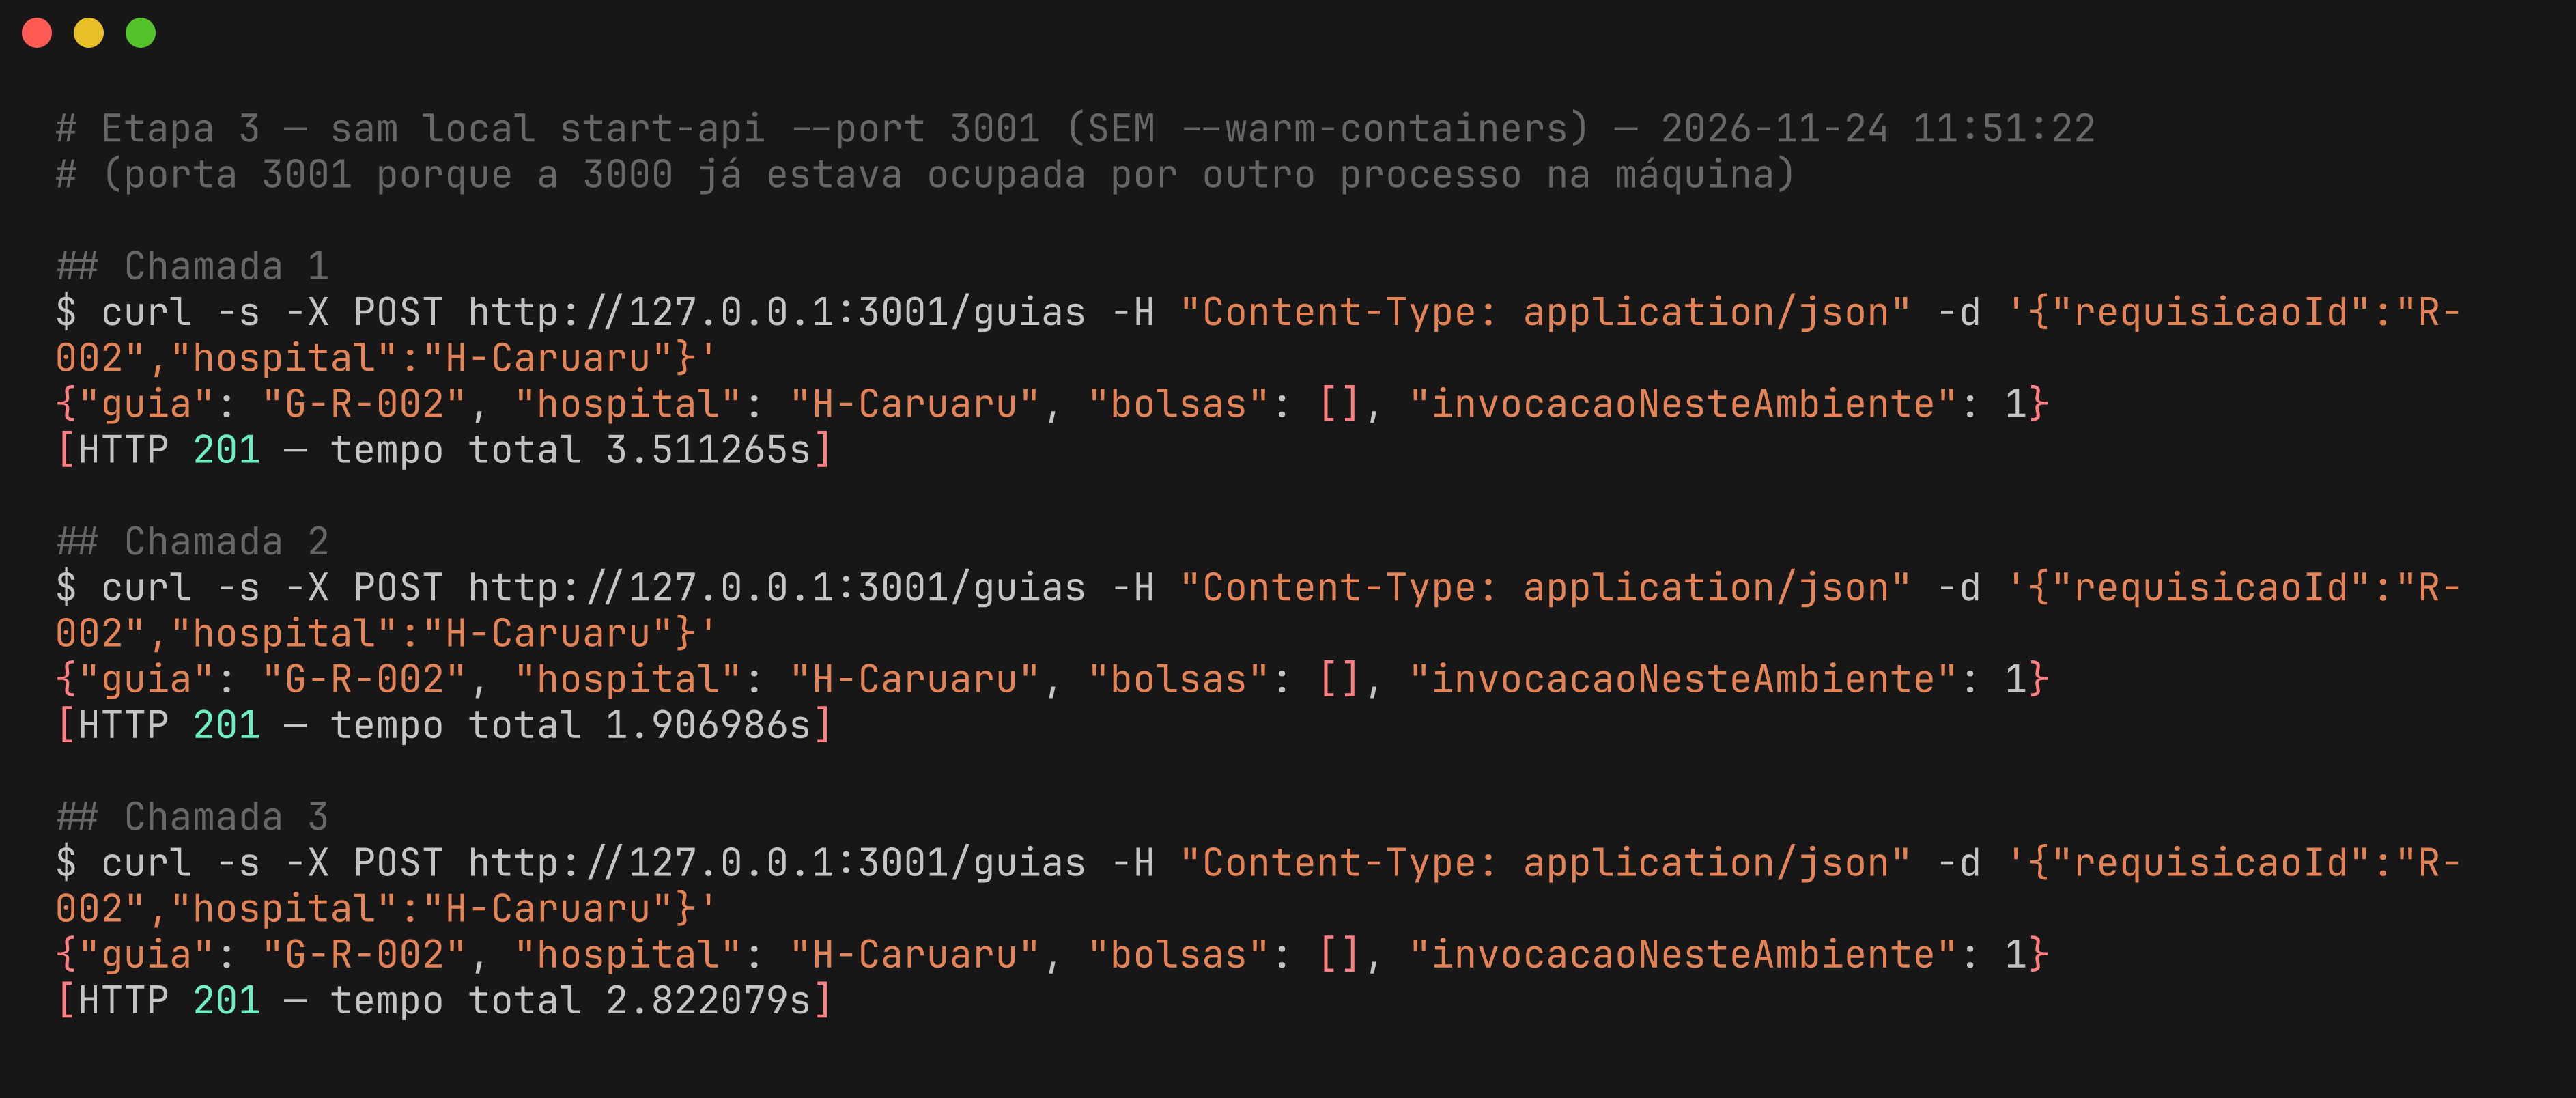 # Etapa 3 — sam local start-api --port 3001 (SEM --warm-containers) — 2026-11-24 11:51:22
# (porta 3001 porque a 3000 já estava ocupada por outro processo na máquina)
## Chamada 1
$ curl -s -X POST http://127.0.0.1:3001/guias -H "Content-Type: application/json" -d '{"requisicaoId":"R-
002","hospital":"H-Caruaru"}'
{"guia": "G-R-002", "hospital": "H-Caruaru", "bolsas": [], "invocacaoNesteAmbiente": 1}
[HTTP 201 — tempo total 3.511265s]
## Chamada 2
$ curl -s -X POST http://127.0.0.1:3001/guias -H "Content-Type: application/json" -d '{"requisicaoId":"R-
002","hospital":"H-Caruaru"}'
{"guia": "G-R-002", "hospital": "H-Caruaru", "bolsas": [], "invocacaoNesteAmbiente": 1}
[HTTP 201 — tempo total 1.906986s]
## Chamada 3
$ curl -s -X POST http://127.0.0.1:3001/guias -H "Content-Type: application/json" -d '{"requisicaoId":"R-
002","hospital":"H-Caruaru"}'
{"guia": "G-R-002", "hospital": "H-Caruaru", "bolsas": [], "invocacaoNesteAmbiente": 1}
[HTTP 201 — tempo total 2.822079s]